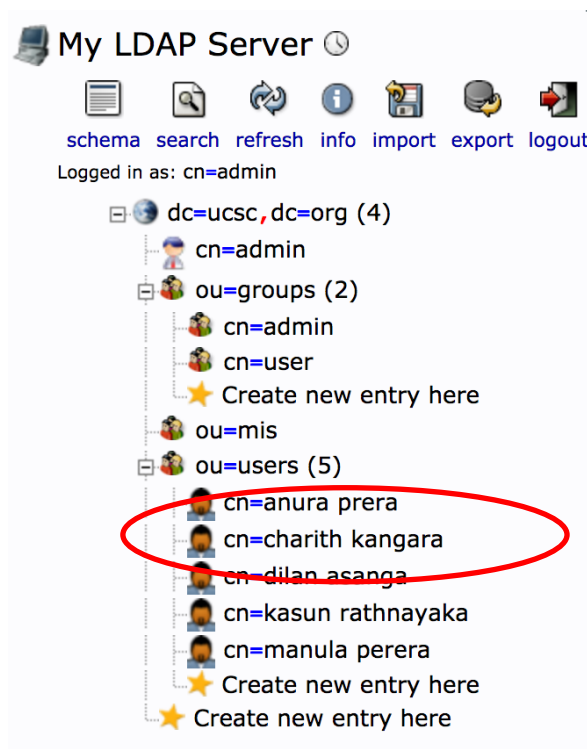 My LDAP Server
schema search refresh info import export logout
Logged in as: cn=admin
dc=ucsc,dc=org (4)
cn=admin
ou=groups (2)
cn=admin
cn=user
Create new entry here
ou=mis
ou=users (5)
cn=anura prera
cn=charith kangara
cn=dilan asanga
cn=kasun rathnayaka
cn=manula perera
Create new entry here
Create new entry here